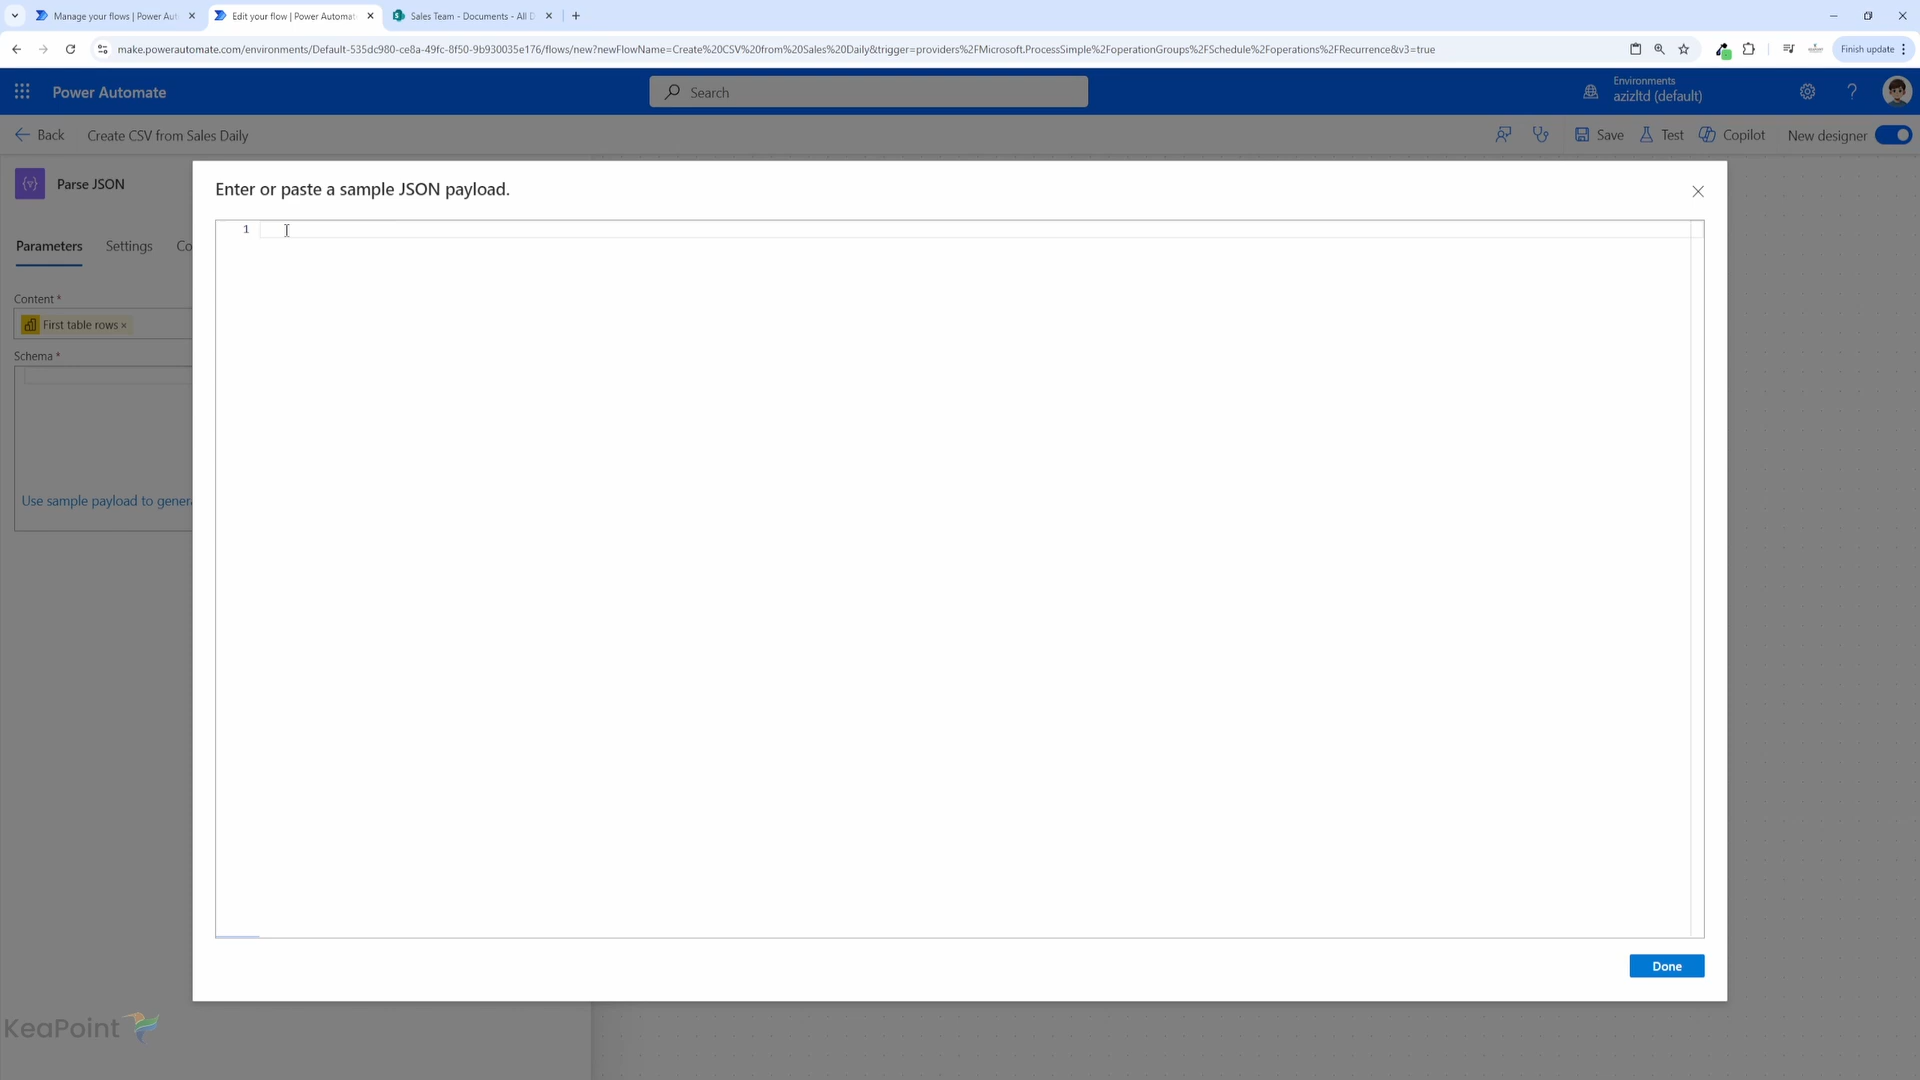 Manage your flows | Power Aut
Edit your flow | Power Automate
Sales Team - Documents - All D
make.powerautomate.com/environments/Default-535dc980-ce8a-49fc-8f50-9b930035e176/flows/new?newFlowName=Create%20CSV%20from%20Sales%20Daily&trigger=providers%2FMicrosoft.ProcessSimple%2FoperationGroups%2FSchedule%2Foperations%2FRecurrence&v3=true
Finish update
Power Automate
Search
Environments
azizltd (default)
Back
Create CSV from Sales Daily
Save
Test
Copilot
New designer
Parse JSON
Enter or paste a sample JSON payload.
1
Parameters
Settings
Co
Content *
First table rows ×
Schema *
Use sample payload to genera
Done
KeaPoint